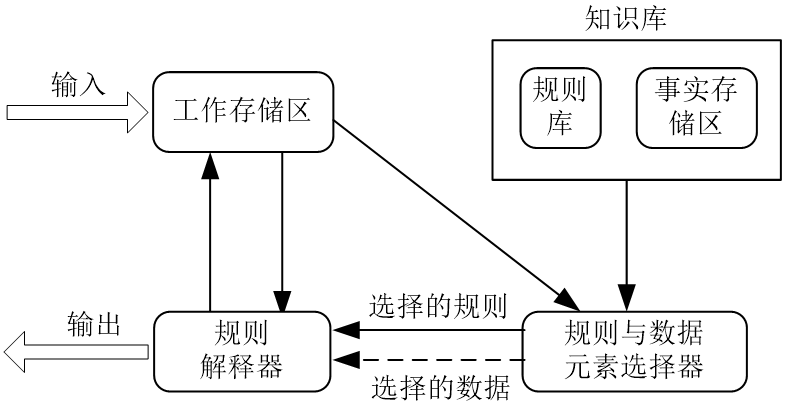 知识库
输入
工作存储区
规则
库
事实存
储区
选择的规则
输出
规则
解释器
规则与数据
元素选择器
选择的数据